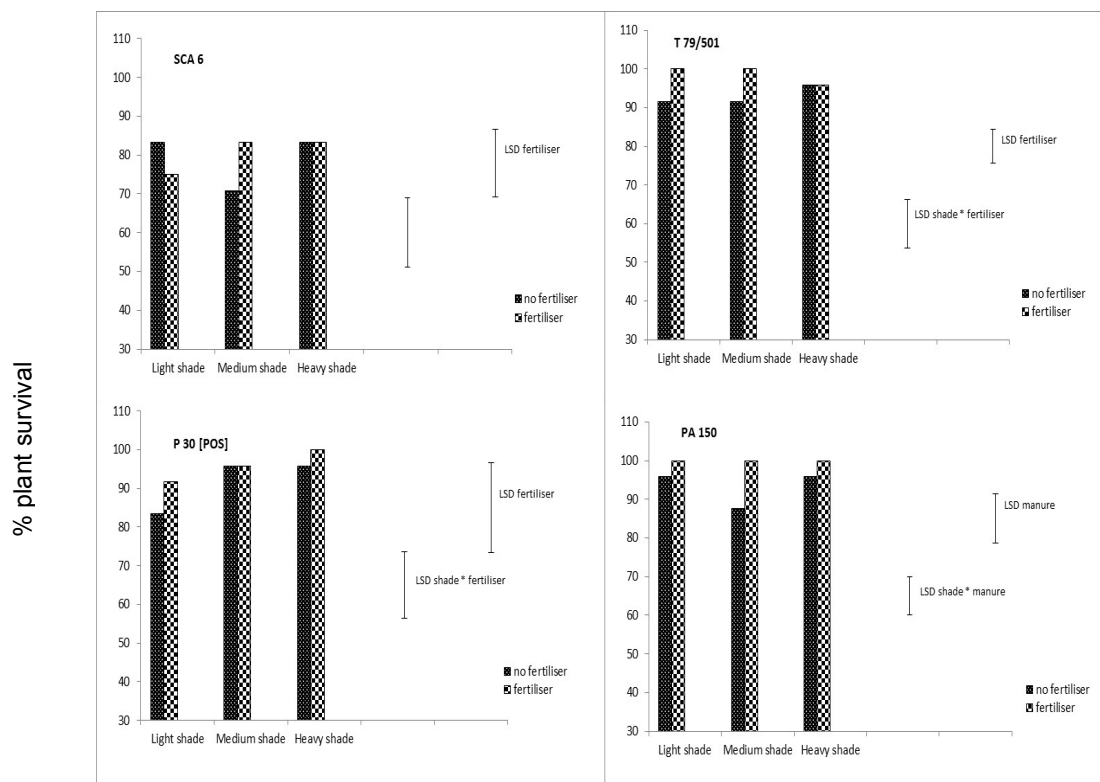 % plant survival
SCA 6
110
100
90
80
70
60
50
40
30
Light shade Medium shade Heavy shade
LSD fertiliser
no fertiliser
fertiliser
T 79/501
110
100
90
80
70
60
50
40
30
Light shade Medium shade Heavy shade
LSD fertiliser
LSD shade * fertiliser
no fertiliser
fertiliser
P 30 [POS]
110
100
90
80
70
60
50
40
30
Light shade Medium shade Heavy shade
LSD fertiliser
LSD shade * fertiliser
no fertiliser
fertiliser
PA 150
110
100
90
80
70
60
50
40
30
Light shade Medium shade Heavy shade
LSD manure
LSD shade * manure
no fertiliser
fertiliser